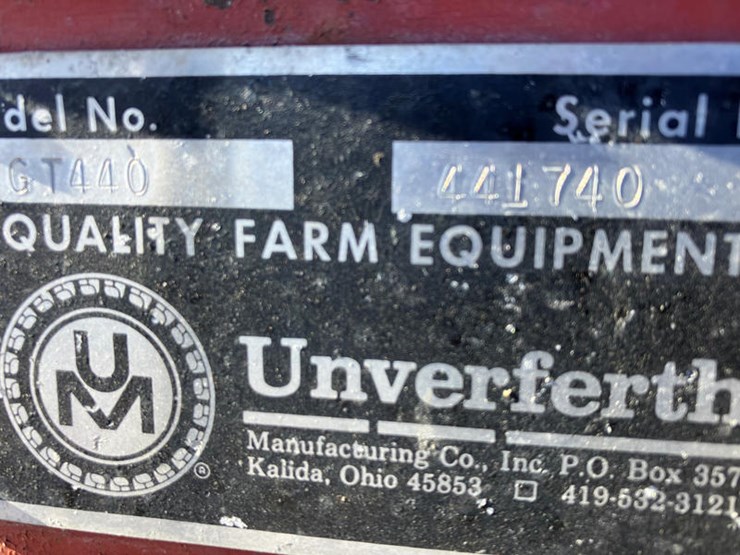 del No. Serial
GT440 441740
QUALITY FARM EQUIPMENT
UM
Unverferth
®
Manufacturing Co., Inc. P.O. Box 357
Kalida, Ohio 45853 □ 419-532-3121